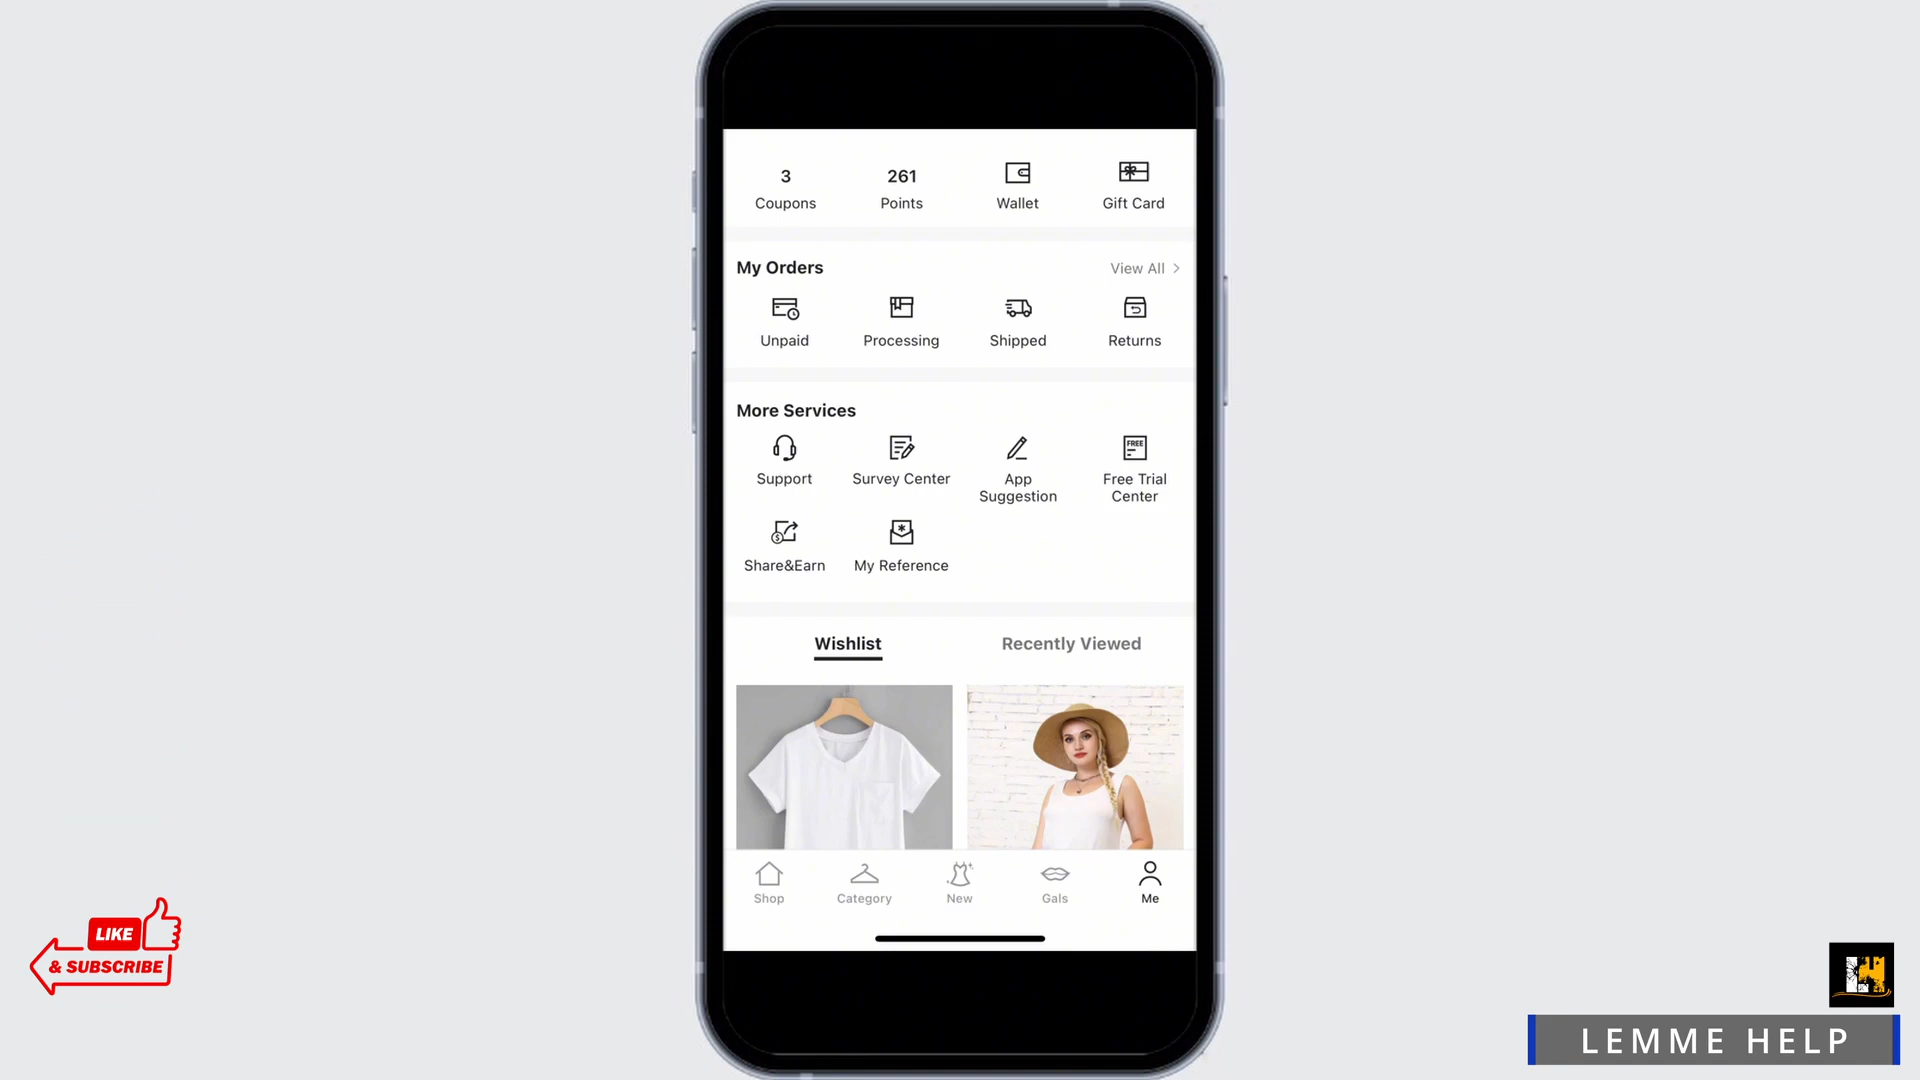 3
Coupons
261
Points
Wallet
Gift Card
My Orders
View All
Unpaid
Processing
Shipped
Returns
More Services
Support
Survey Center
App
Suggestion
FREE
Free Trial
Center
Share&Earn
My Reference
Wishlist
Recently Viewed
Shop
Category
New
Gals
Me
LIKE
& SUBSCRIBE
LEMME HELP